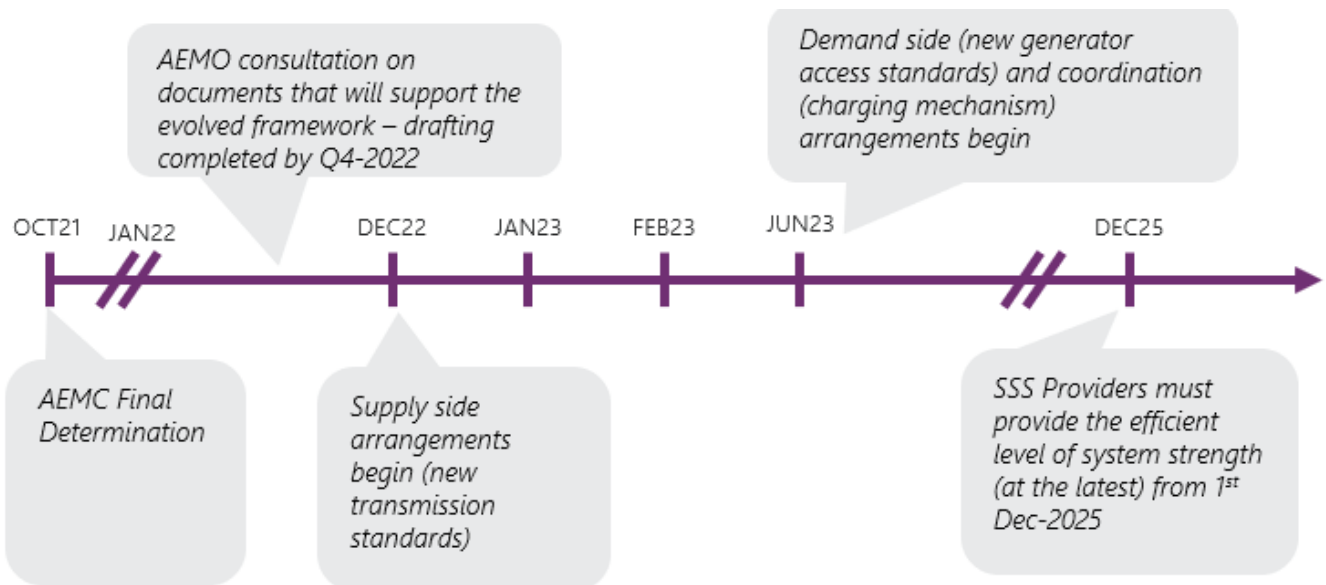 AEMO consultation on
documents that will support the
evolved framework – drafting
completed by Q4-2022
Demand side (new generator
access standards) and coordination
(charging mechanism)
arrangements begin
OCT21
JAN22
DEC22
JAN23
FEB23
JUN23
DEC25
AEMC Final
Determination
Supply side
arrangements
begin (new
transmission
standards)
SSS Providers must
provide the efficient
level of system strength
(at the latest) from 1st
Dec-2025